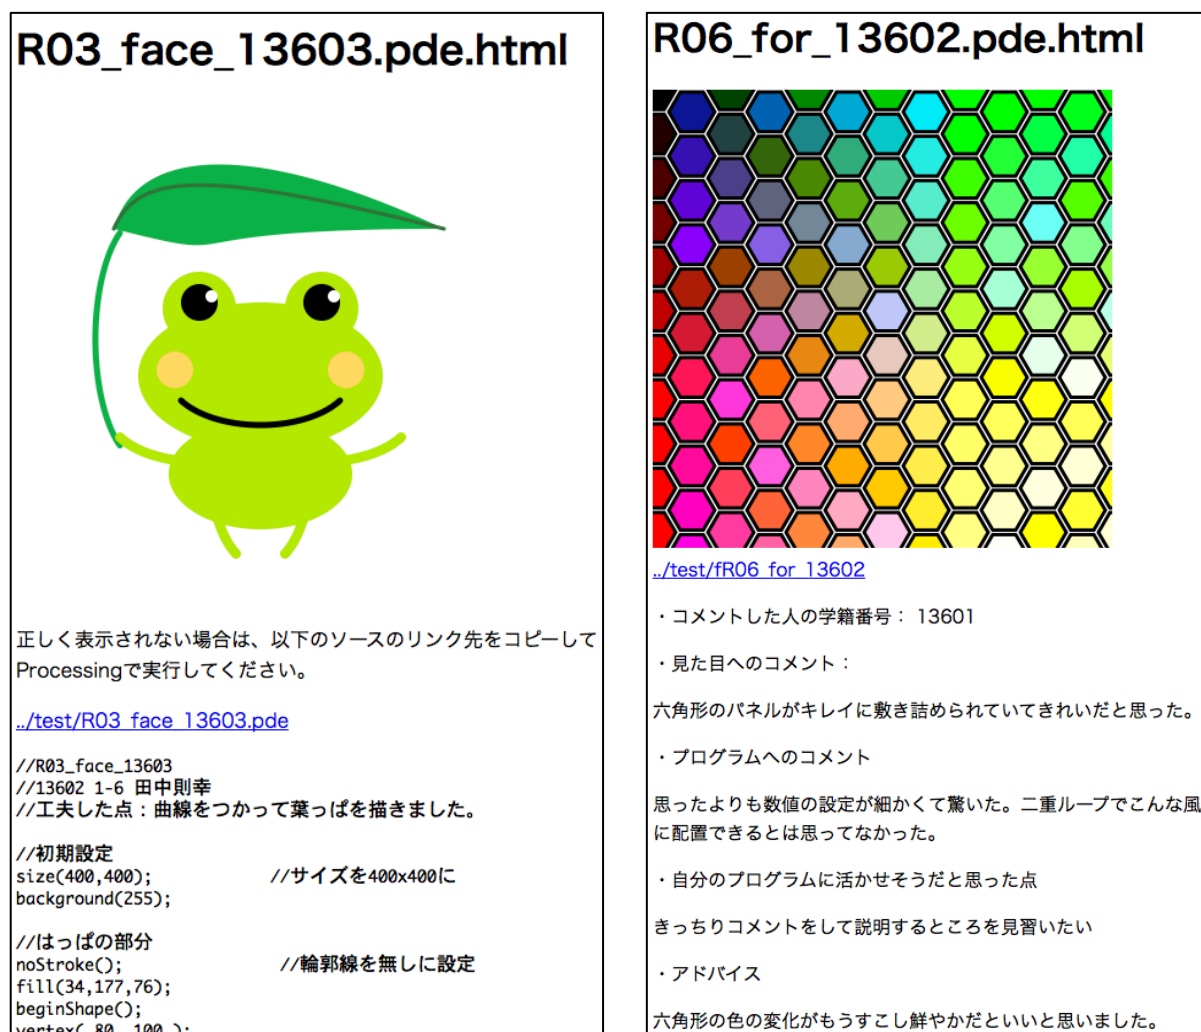 R03_face_13603.pde.html
正しく表示されない場合は、以下のソースのリンク先をコピーして
Processingで実行してください。
../test/R03_face_13603.pde
//R03_face_13603
//13602 1-6 田中則幸
//工夫した点：曲線をつかって葉っぱを描きました。
//初期設定
size(400,400); //サイズを400x400に
background(255);
//はっぱの部分
noStroke(); //輪郭線を無しに設定
fill(34,177,76);
beginShape();
vertex( 80, 100 );
R06_for_13602.pde.html
../test/fR06_for_13602
・コメントした人の学籍番号： 13601
・見た目へのコメント：
六角形のパネルがキレイに敷き詰められていてきれいだと思った。
・プログラムへのコメント
思ったよりも数値の設定が細かくて驚いた。二重ループでこんな風
に配置できるとは思ってなかった。
・自分のプログラムに活かせそうだと思った点
きっちりコメントをして説明するところを見習いたい
・アドバイス
六角形の色の変化がもうすこし鮮やかだといいと思いました。